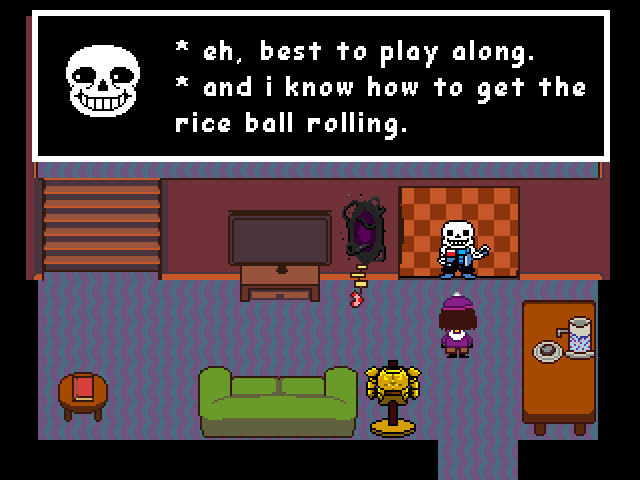 * eh, best to play along.
* and i know how to get the
rice ball rolling.